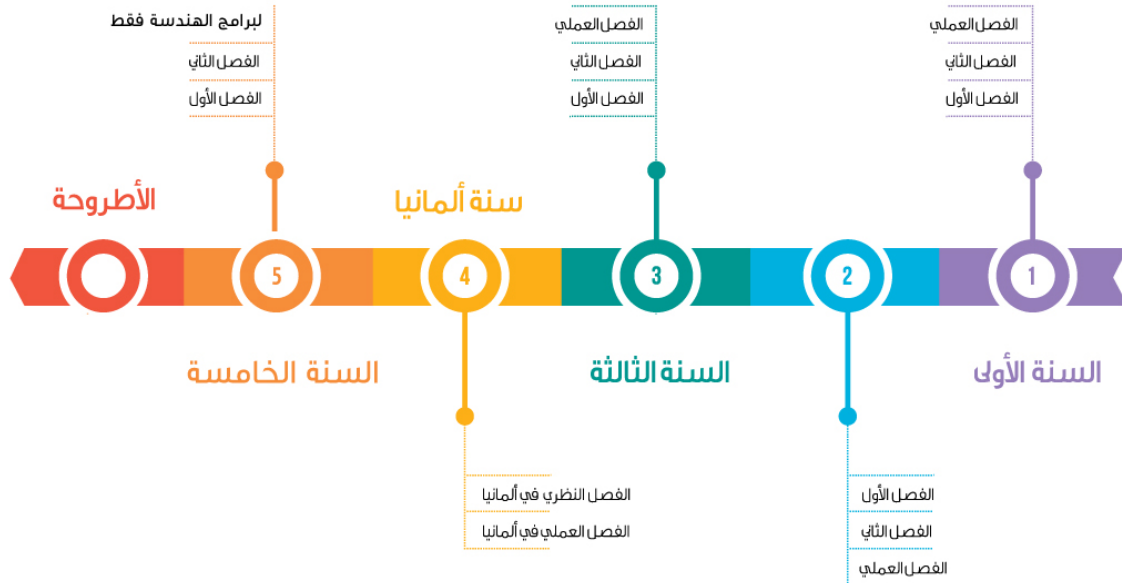 الفصل العملي
الفصل الثاني
الفصل الأول
1
السنة الأولى
2
الفصل الأول
الفصل الثاني
الفصل العملي
الفصل العملي
الفصل الثاني
الفصل الأول
3
السنة الثالثة
سنة ألمانيا
4
الفصل النظري في ألمانيا
الفصل العملي في ألمانيا
لبرامج الهندسة فقط
الفصل الثاني
الفصل الأول
5
السنة الخامسة
الأطروحة